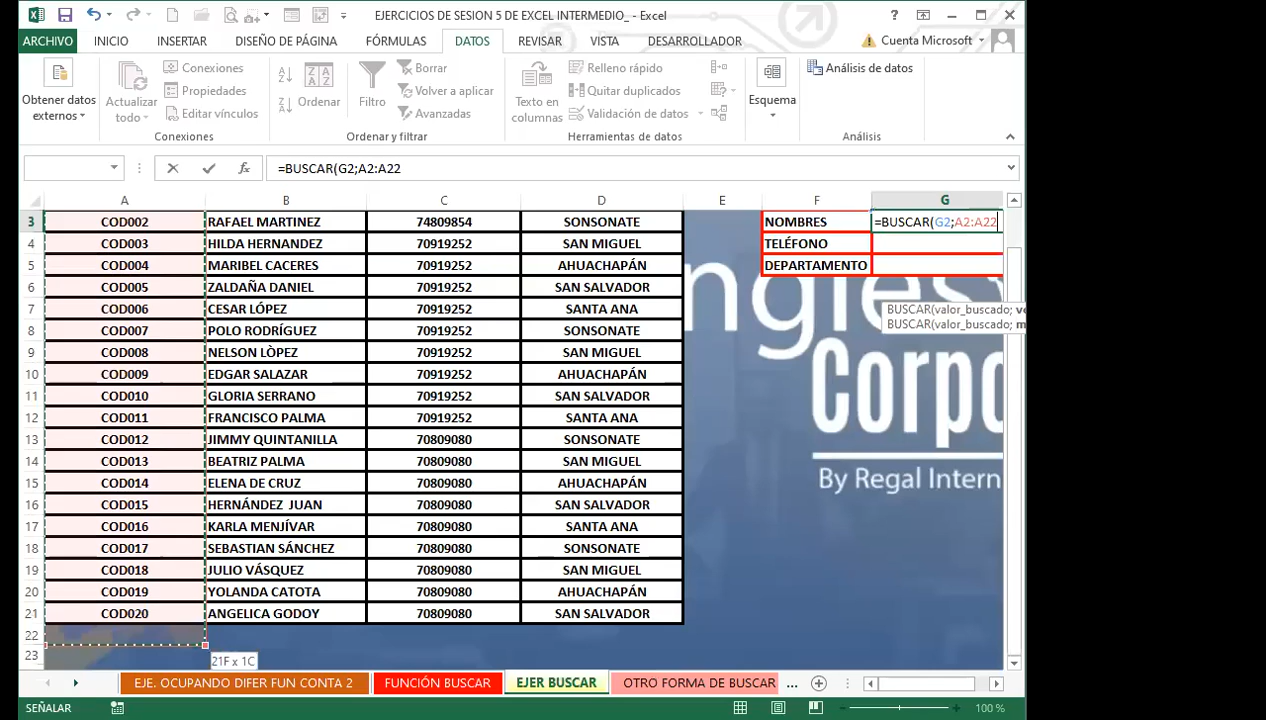 EJERCICIOS DE SESION 5 DE EXCEL INTERMEDIO_ - Excel
ARCHIVO INICIO INSERTAR DISEÑO DE PÁGINA FÓRMULAS DATOS REVISAR VISTA DESARROLLADOR Cuenta Microsoft
Obtener datos externos
Actualizar todo
Conexiones
Propiedades
Editar vínculos
Conexiones
Ordenar
Filtro
Borrar
Volver a aplicar
Avanzadas
Ordenar y filtrar
Texto en columnas
Relleno rápido
Quitar duplicados
Validación de datos
Herramientas de datos
Esquema
Análisis de datos
Análisis
=BUSCAR(G2;A2:A22
A B C D E F G
3 COD002 RAFAEL MARTINEZ 74809854 SONSONATE NOMBRES =BUSCAR(G2;A2:A22
4 COD003 HILDA HERNANDEZ 70919252 SAN MIGUEL TELÉFONO
5 COD004 MARIBEL CACERES 70919252 AHUACHAPÁN DEPARTAMENTO
6 COD005 ZALDAÑA DANIEL 70919252 SAN SALVADOR
7 COD006 CESAR LÓPEZ 70919252 SANTA ANA
8 COD007 POLO RODRÍGUEZ 70919252 SONSONATE
9 COD008 NELSON LÒPEZ 70919252 SAN MIGUEL
10 COD009 EDGAR SALAZAR 70919252 AHUACHAPÁN
11 COD010 GLORIA SERRANO 70919252 SAN SALVADOR
12 COD011 FRANCISCO PALMA 70919252 SANTA ANA
13 COD012 JIMMY QUINTANILLA 70809080 SONSONATE
14 COD013 BEATRIZ PALMA 70809080 SAN MIGUEL
15 COD014 ELENA DE CRUZ 70809080 AHUACHAPÁN
16 COD015 HERNÁNDEZ JUAN 70809080 SAN SALVADOR
17 COD016 KARLA MENJÍVAR 70809080 SANTA ANA
18 COD017 SEBASTIAN SÁNCHEZ 70809080 SONSONATE
19 COD018 JULIO VÁSQUEZ 70809080 SAN MIGUEL
20 COD019 YOLANDA CATOTA 70809080 AHUACHAPÁN
21 COD020 ANGELICA GODOY 70809080 SAN SALVADOR
22
23
BUSCAR(valor_buscado; ve
BUSCAR(valor_buscado; m
ngles
Corpo
By Regal Intern
21F x 1C
EJE. OCUPANDO DIFER FUN CONTA 2 FUNCIÓN BUSCAR EJER BUSCAR OTRO FORMA DE BUSCAR ...
SEÑALAR 100 %